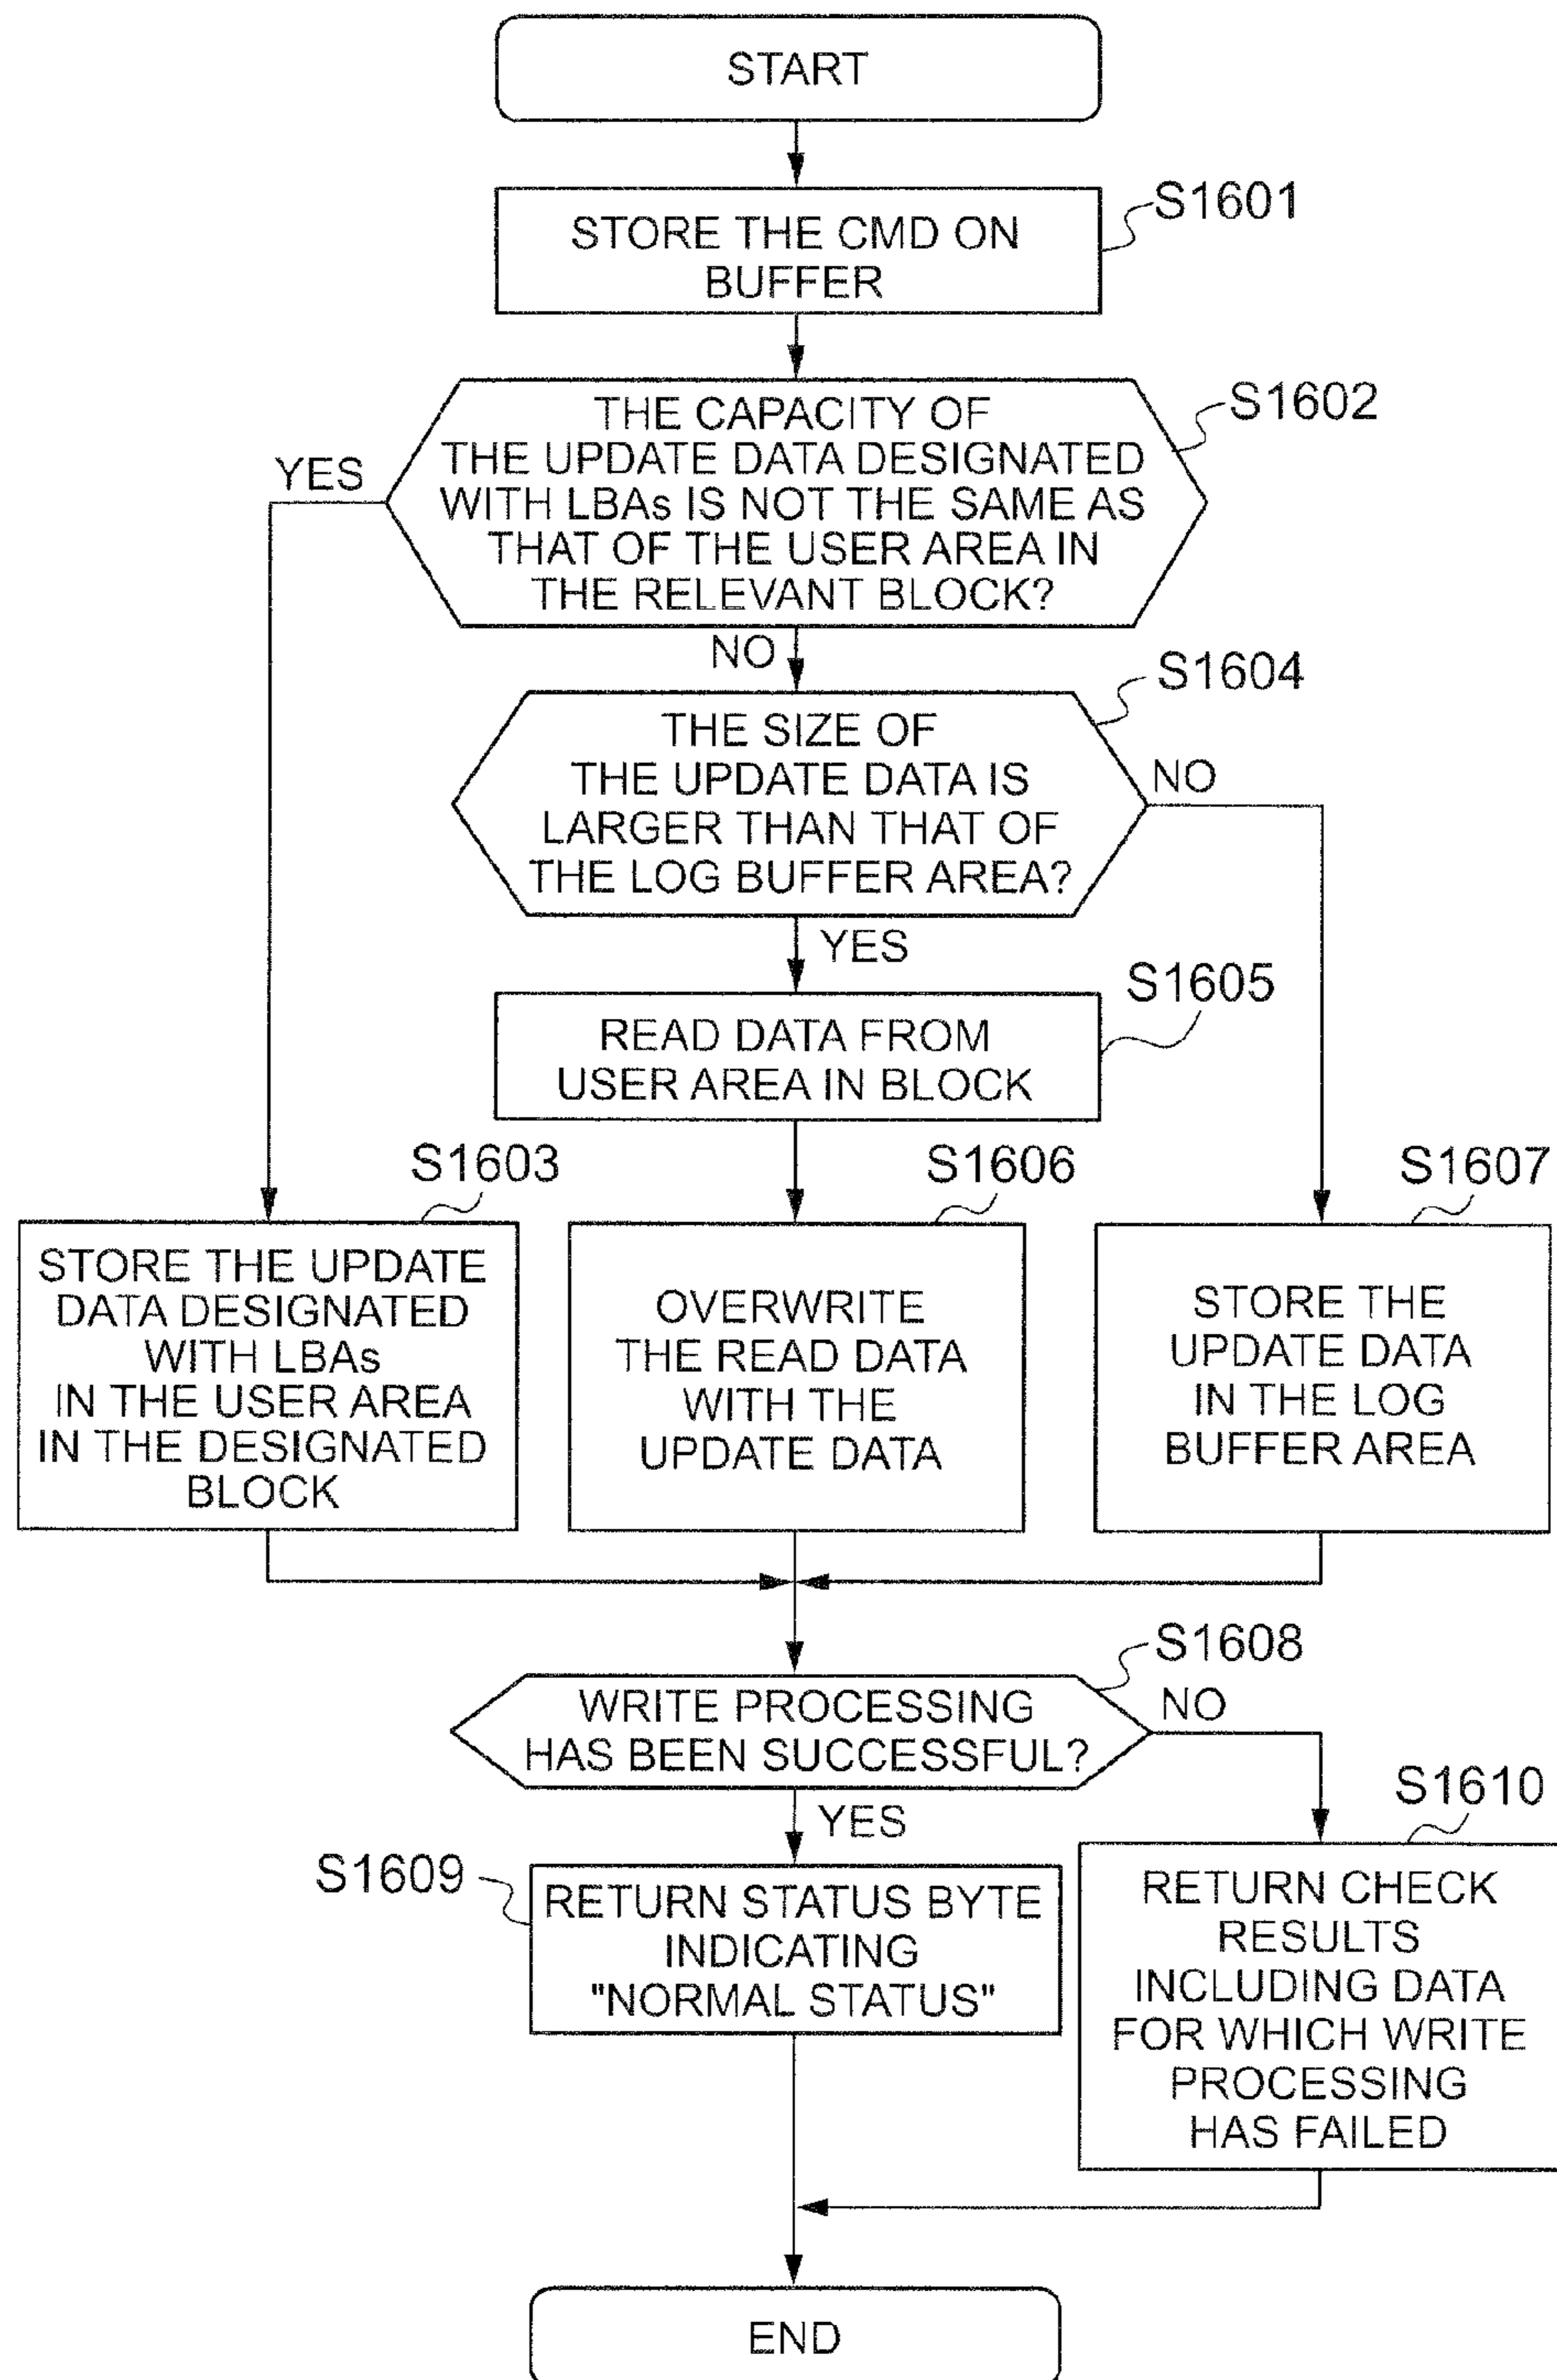 START
S1601
STORE THE CMD ON
BUFFER
S1602
THE CAPACITY OF
THE UPDATE DATA DESIGNATED
WITH LBAs IS NOT THE SAME AS
THAT OF THE USER AREA IN
THE RELEVANT BLOCK?
YES
NO
S1604
THE SIZE OF
THE UPDATE DATA IS
LARGER THAN THAT OF
THE LOG BUFFER AREA?
NO
YES
S1605
READ DATA FROM
USER AREA IN BLOCK
S1603
STORE THE UPDATE
DATA DESIGNATED
WITH LBAs
IN THE USER AREA
IN THE DESIGNATED
BLOCK
S1606
OVERWRITE
THE READ DATA
WITH THE
UPDATE DATA
S1607
STORE THE
UPDATE DATA
IN THE LOG
BUFFER AREA
S1608
WRITE PROCESSING
HAS BEEN SUCCESSFUL?
NO
YES
S1609
RETURN STATUS BYTE
INDICATING
"NORMAL STATUS"
S1610
RETURN CHECK
RESULTS
INCLUDING DATA
FOR WHICH WRITE
PROCESSING
HAS FAILED
END